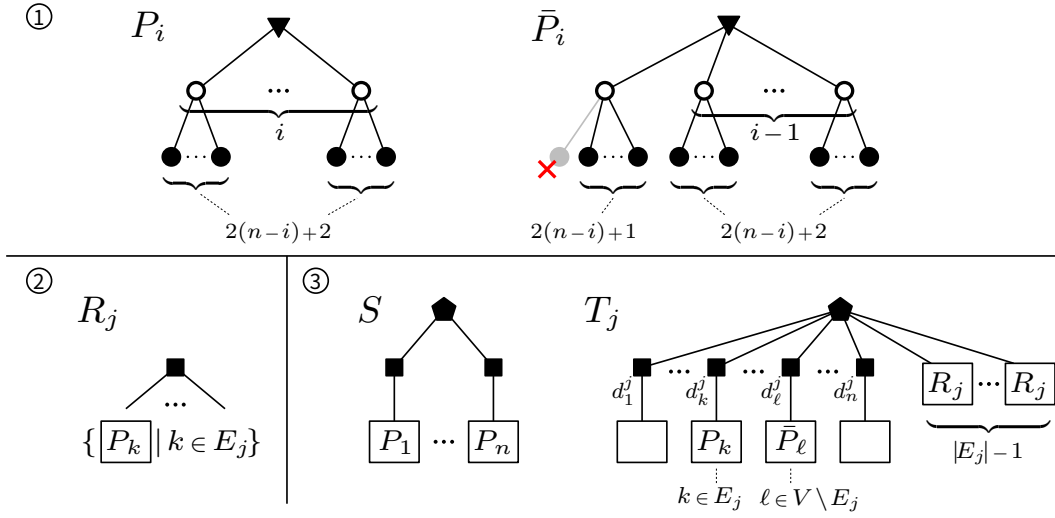 ① P_i P̄_i
... ...
i i−1
... ... ... ... ...
2(n−i)+2 2(n−i)+1 2(n−i)+2
② R_j ③ S T_j
... d_1^j ... d_k^j ... d_ℓ^j ... d_n^j R_j ... R_j
{ P_k | k ∈ E_j} P_1 ... P_n P_k P̄_ℓ |E_j|−1
k ∈ E_j ℓ ∈ V \ E_j